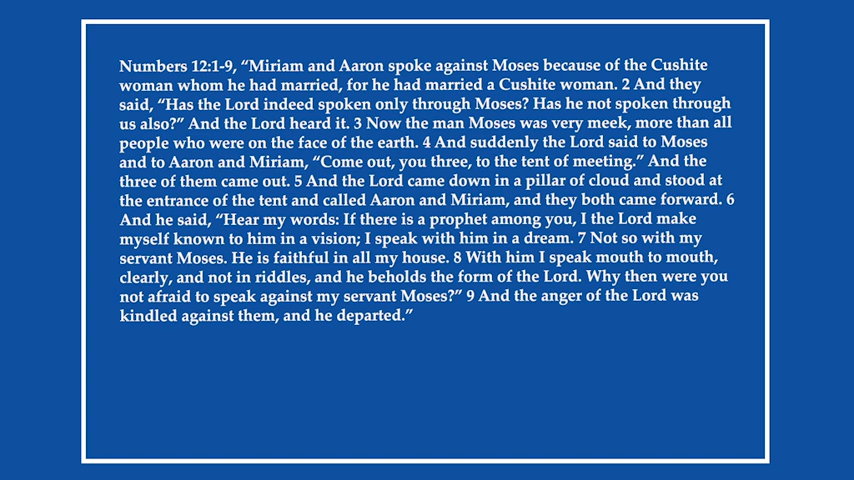 Numbers 12:1-9, “Miriam and Aaron spoke against Moses because of the Cushite
woman whom he had married, for he had married a Cushite woman. 2 And they
said, “Has the Lord indeed spoken only through Moses? Has he not spoken through
us also?” And the Lord heard it. 3 Now the man Moses was very meek, more than all
people who were on the face of the earth. 4 And suddenly the Lord said to Moses
and to Aaron and Miriam, “Come out, you three, to the tent of meeting.” And the
three of them came out. 5 And the Lord came down in a pillar of cloud and stood at
the entrance of the tent and called Aaron and Miriam, and they both came forward. 6
And he said, “Hear my words: If there is a prophet among you, I the Lord make
myself known to him in a vision; I speak with him in a dream. 7 Not so with my
servant Moses. He is faithful in all my house. 8 With him I speak mouth to mouth,
clearly, and not in riddles, and he beholds the form of the Lord. Why then were you
not afraid to speak against my servant Moses?” 9 And the anger of the Lord was
kindled against them, and he departed.”